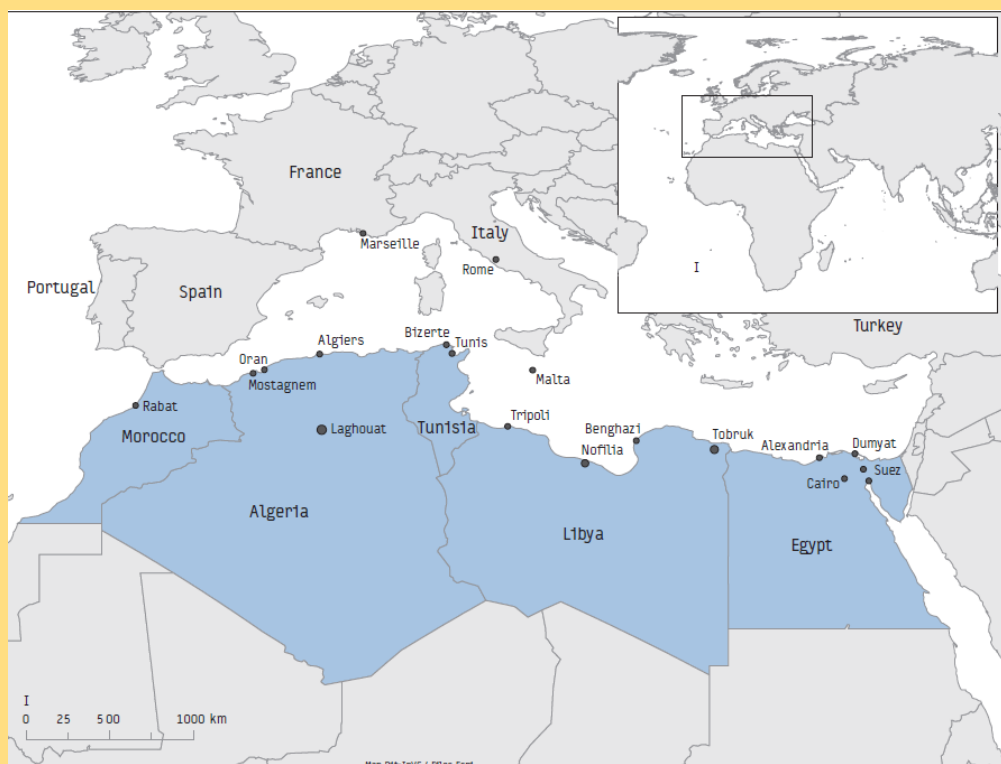 France
Marseille
Italy
Rome
Portugal
Spain
I
Turkey
Algiers
Bizerte
Tunis
Oran
Mostagnem
Malta
Rabat
Morocco
Laghouat
Tunisia
Tripoli
Benghazi
Nofilia
Tobruk
Alexandria
Dumyat
Suez
Cairo
Algeria
Libya
Egypt
I
0 25 500 1000 km